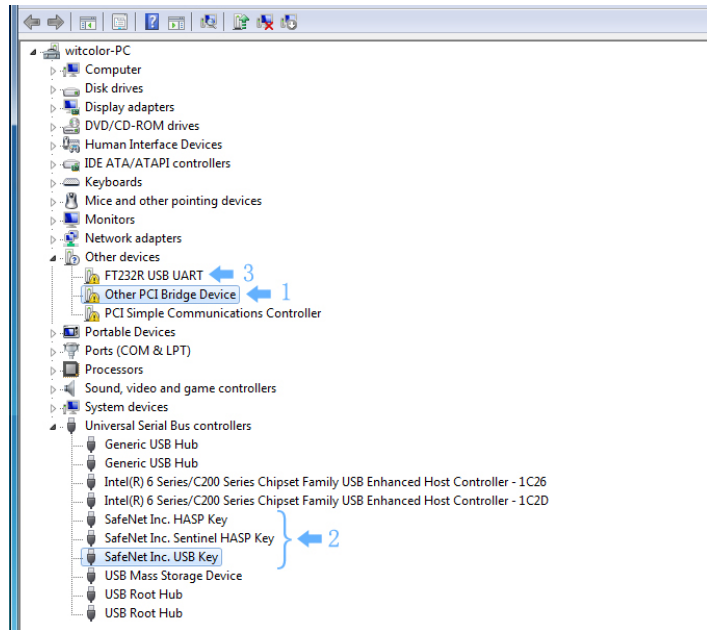 witcolor-PC
Computer
Disk drives
Display adapters
DVD/CD-ROM drives
Human Interface Devices
IDE ATA/ATAPI controllers
Keyboards
Mice and other pointing devices
Monitors
Network adapters
Other devices
FT232R USB UART 3
Other PCI Bridge Device 1
PCI Simple Communications Controller
Portable Devices
Ports (COM & LPT)
Processors
Sound, video and game controllers
System devices
Universal Serial Bus controllers
Generic USB Hub
Generic USB Hub
Intel(R) 6 Series/C200 Series Chipset Family USB Enhanced Host Controller - 1C26
Intel(R) 6 Series/C200 Series Chipset Family USB Enhanced Host Controller - 1C2D
SafeNet Inc. HASP Key
SafeNet Inc. Sentinel HASP Key 2
SafeNet Inc. USB Key
USB Mass Storage Device
USB Root Hub
USB Root Hub